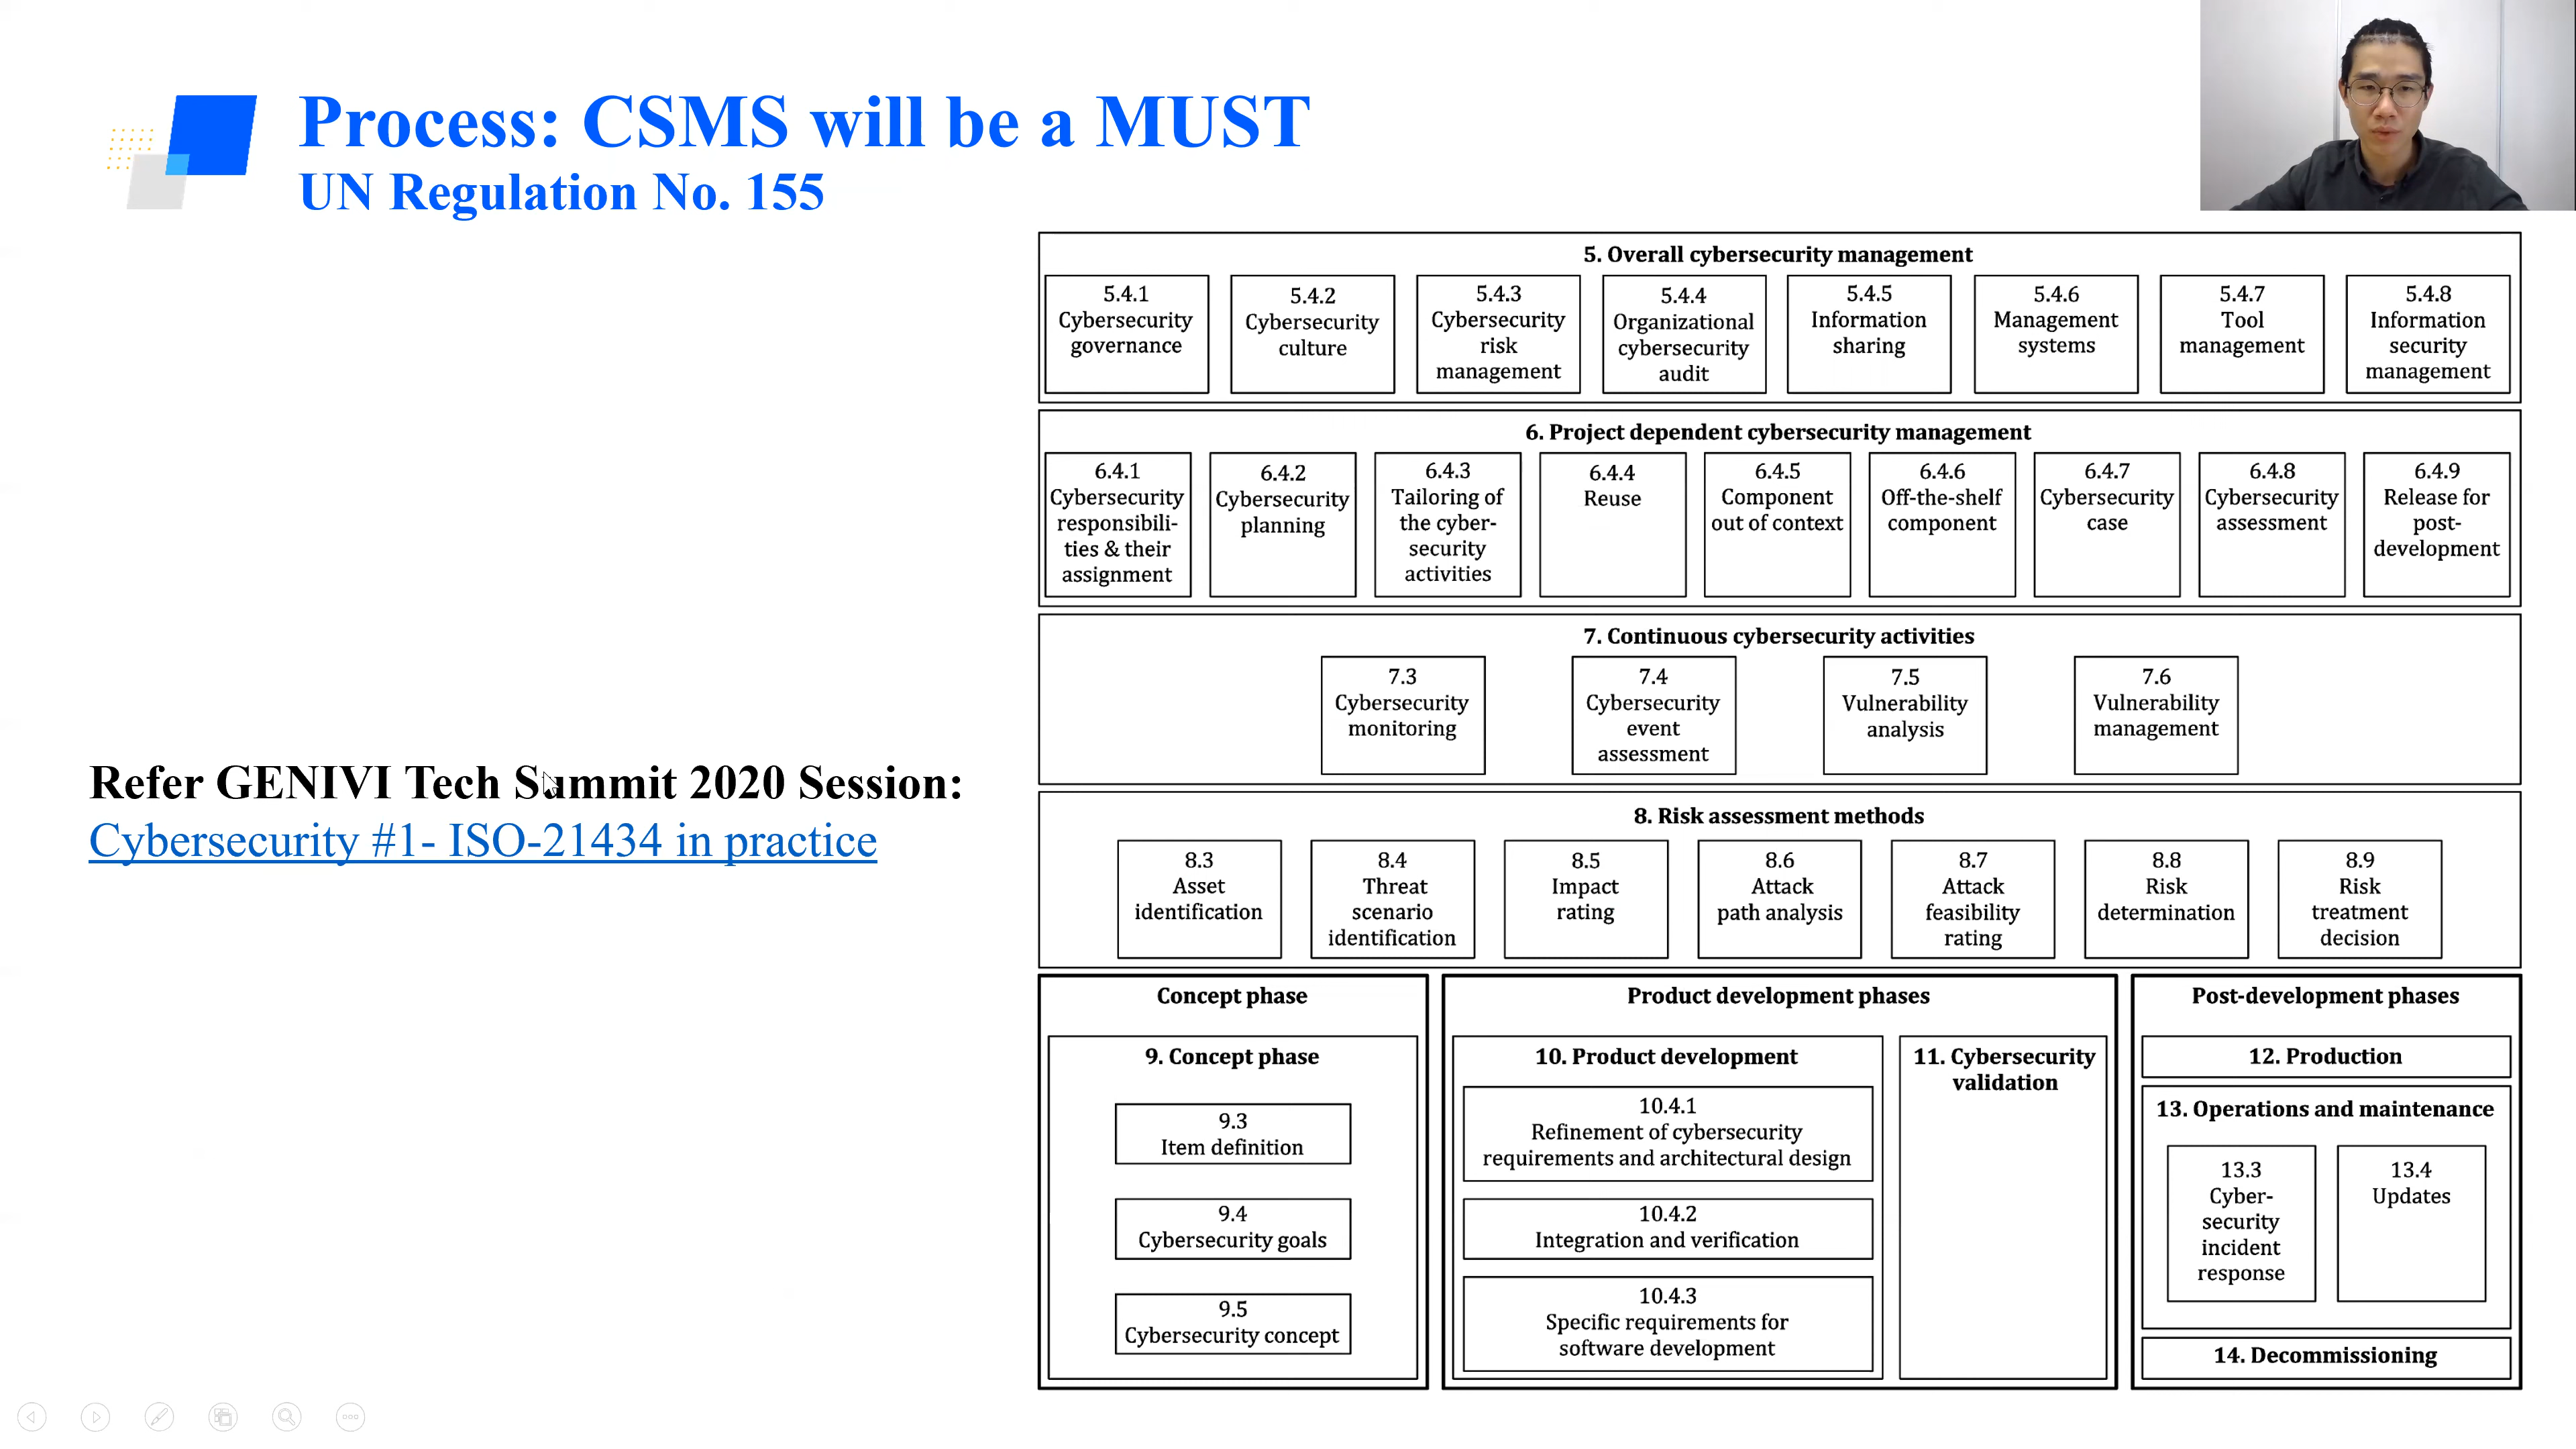 Process: CSMS will be a MUST
UN Regulation No. 155
Refer GENIVI Tech Summit 2020 Session:
Cybersecurity #1- ISO-21434 in practice
5. Overall cybersecurity management
5.4.1
Cybersecurity
governance
5.4.2
Cybersecurity
culture
5.4.3
Cybersecurity
risk
management
5.4.4
Organizational
cybersecurity
audit
5.4.5
Information
sharing
5.4.6
Management
systems
5.4.7
Tool
management
5.4.8
Information
security
management
6. Project dependent cybersecurity management
6.4.1
Cybersecurity
responsibili-
ties & their
assignment
6.4.2
Cybersecurity
planning
6.4.3
Tailoring of
the cyber-
security
activities
6.4.4
Reuse
6.4.5
Component
out of context
6.4.6
Off-the-shelf
component
6.4.7
Cybersecurity
case
6.4.8
Cybersecurity
assessment
6.4.9
Release for
post-
development
7. Continuous cybersecurity activities
7.3
Cybersecurity
monitoring
7.4
Cybersecurity
event
assessment
7.5
Vulnerability
analysis
7.6
Vulnerability
management
8. Risk assessment methods
8.3
Asset
identification
8.4
Threat
scenario
identification
8.5
Impact
rating
8.6
Attack
path analysis
8.7
Attack
feasibility
rating
8.8
Risk
determination
8.9
Risk
treatment
decision
Concept phase
9. Concept phase
9.3
Item definition
9.4
Cybersecurity goals
9.5
Cybersecurity concept
Product development phases
10. Product development
10.4.1
Refinement of cybersecurity
requirements and architectural design
10.4.2
Integration and verification
10.4.3
Specific requirements for
software development
11. Cybersecurity
validation
Post-development phases
12. Production
13. Operations and maintenance
13.3
Cyber-
security
incident
response
13.4
Updates
14. Decommissioning